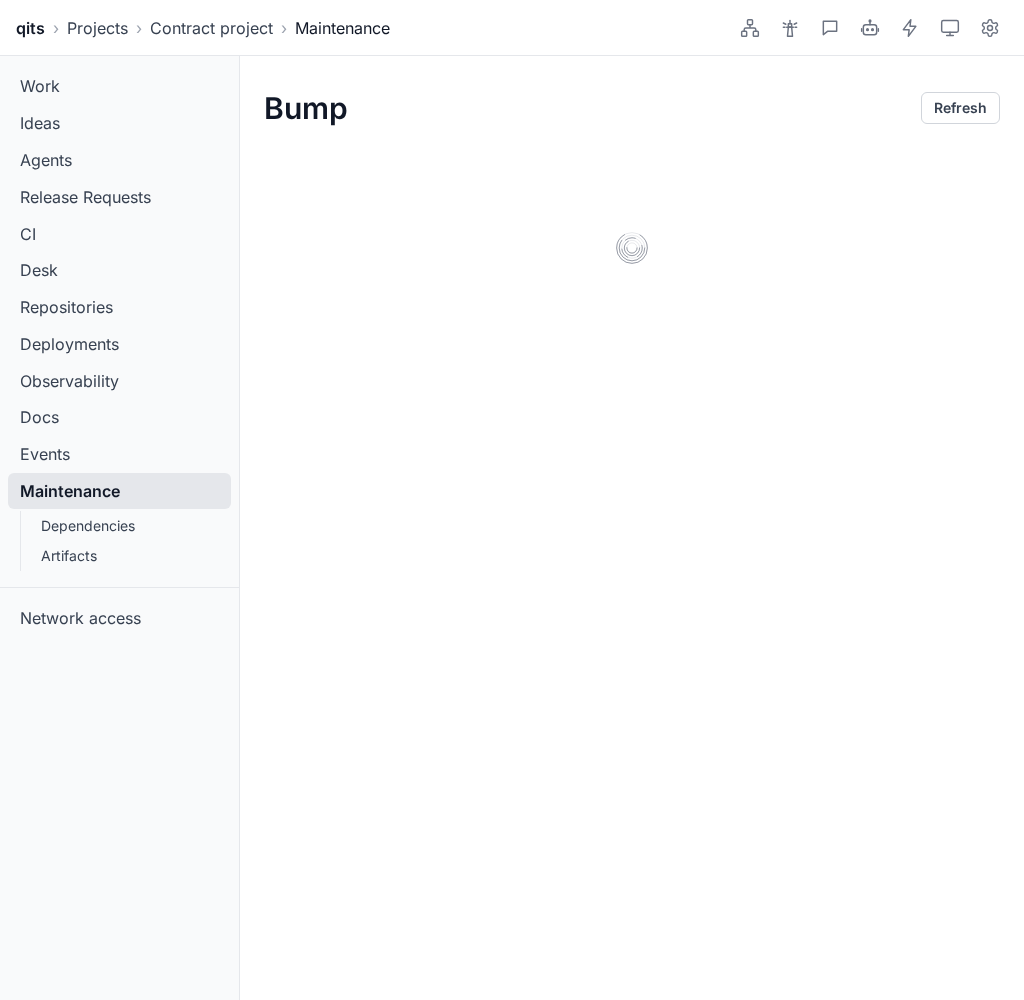 qits › Projects › Contract project › Maintenance
Work
Ideas
Agents
Release Requests
CI
Desk
Repositories
Deployments
Observability
Docs
Events
Maintenance
Dependencies
Artifacts
Network access
Bump
Refresh